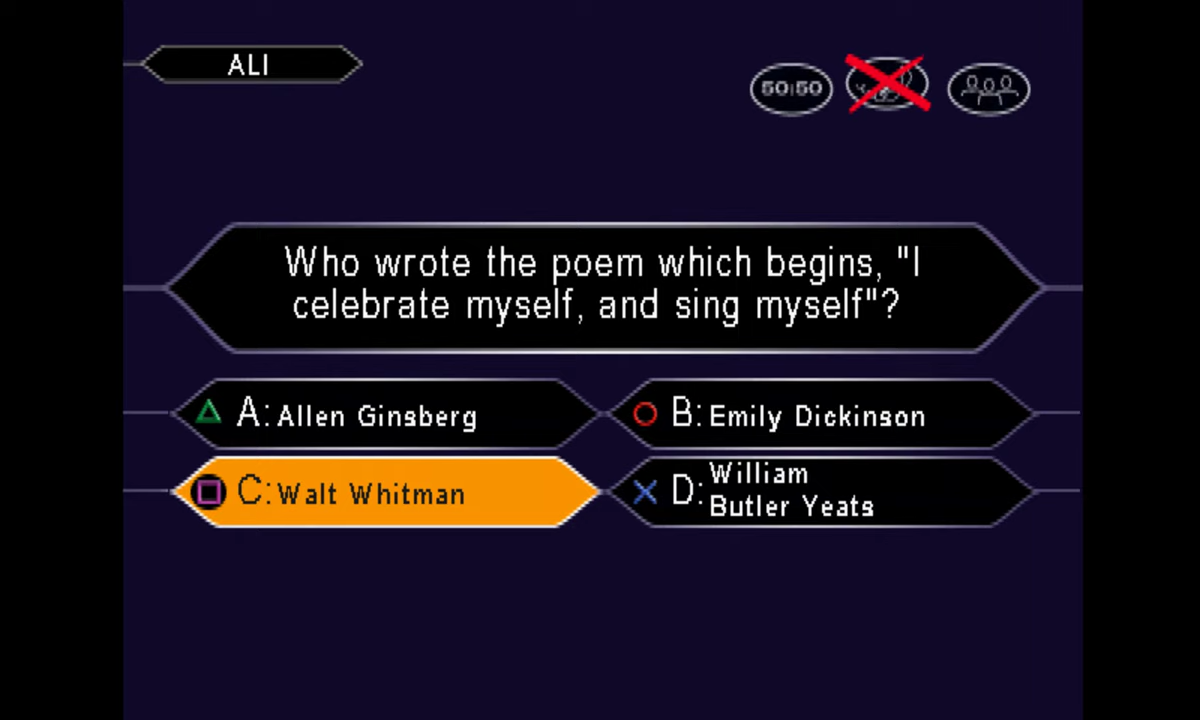 ALI
50:50
Who wrote the poem which begins, "I
celebrate myself, and sing myself"?
A: Allen Ginsberg
B: Emily Dickinson
C: Walt Whitman
D: William
Butler Yeats